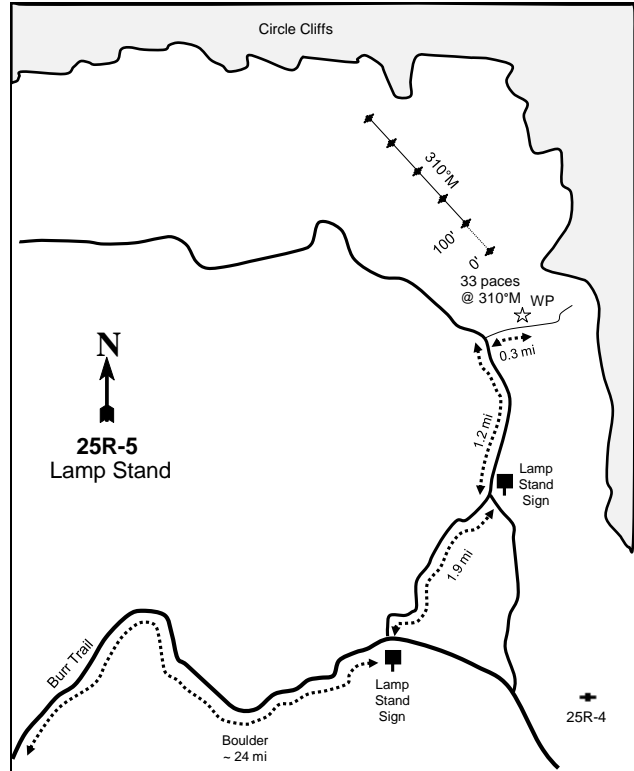 Circle Cliffs
310°M
100'
0'
33 paces
@ 310°M
WP
0.3 mi
N
25R-5
Lamp Stand
1.2 mi
Lamp
Stand
Sign
1.9 mi
Burr Trail
Lamp
Stand
Sign
25R-4
Boulder
~ 24 mi